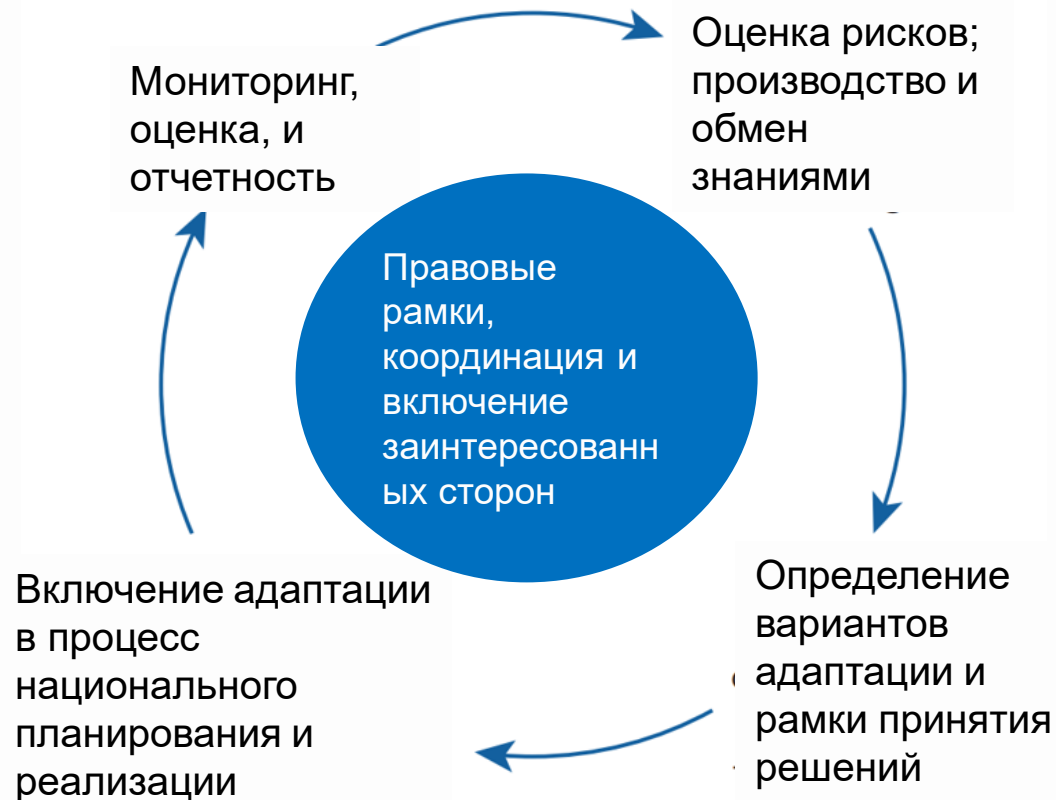 Мониторинг,
оценка, и
отчетность
Оценка рисков;
производство и
обмен
знаниями
Правовые
рамки,
координация и
включение
заинтересованн
ых сторон
Включение адаптации
в процесс
национального
планирования и
реализации
Определение
вариантов
адаптации и
рамки принятия
решений